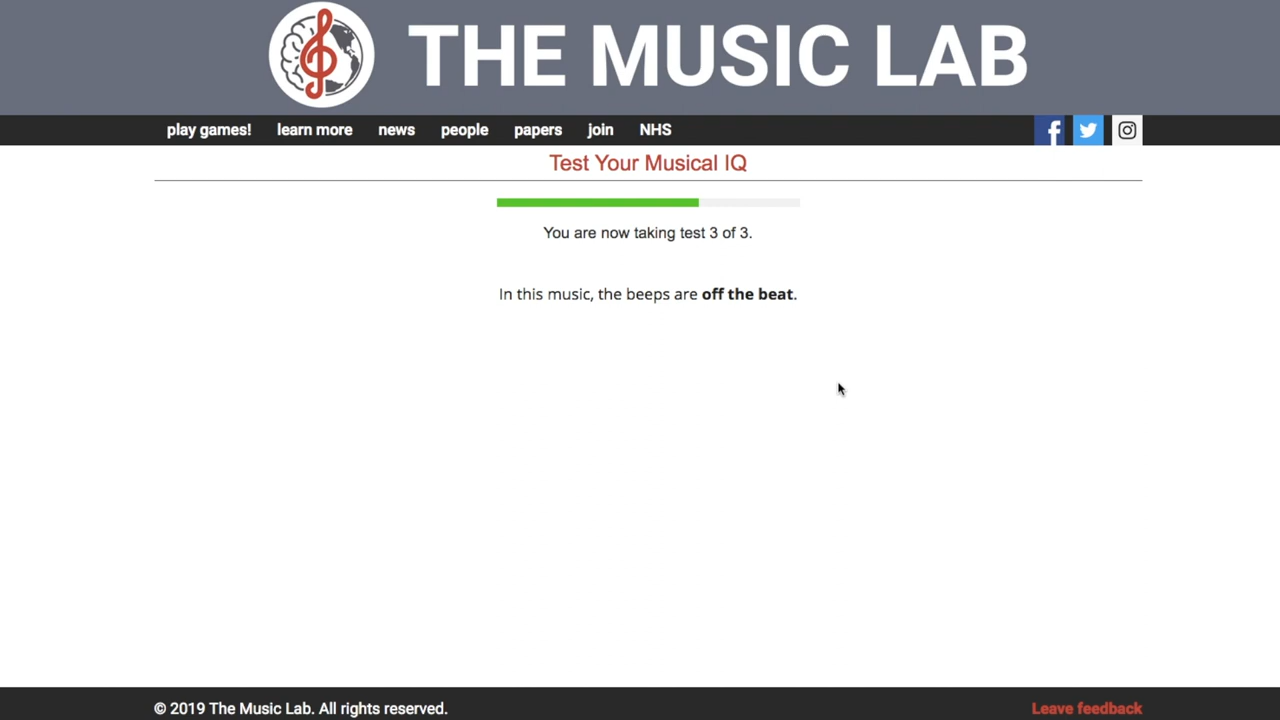 THE MUSIC LAB
play games! learn more news people papers join NHS
Test Your Musical IQ
You are now taking test 3 of 3.
In this music, the beeps are off the beat.
© 2019 The Music Lab. All rights reserved. Leave feedback